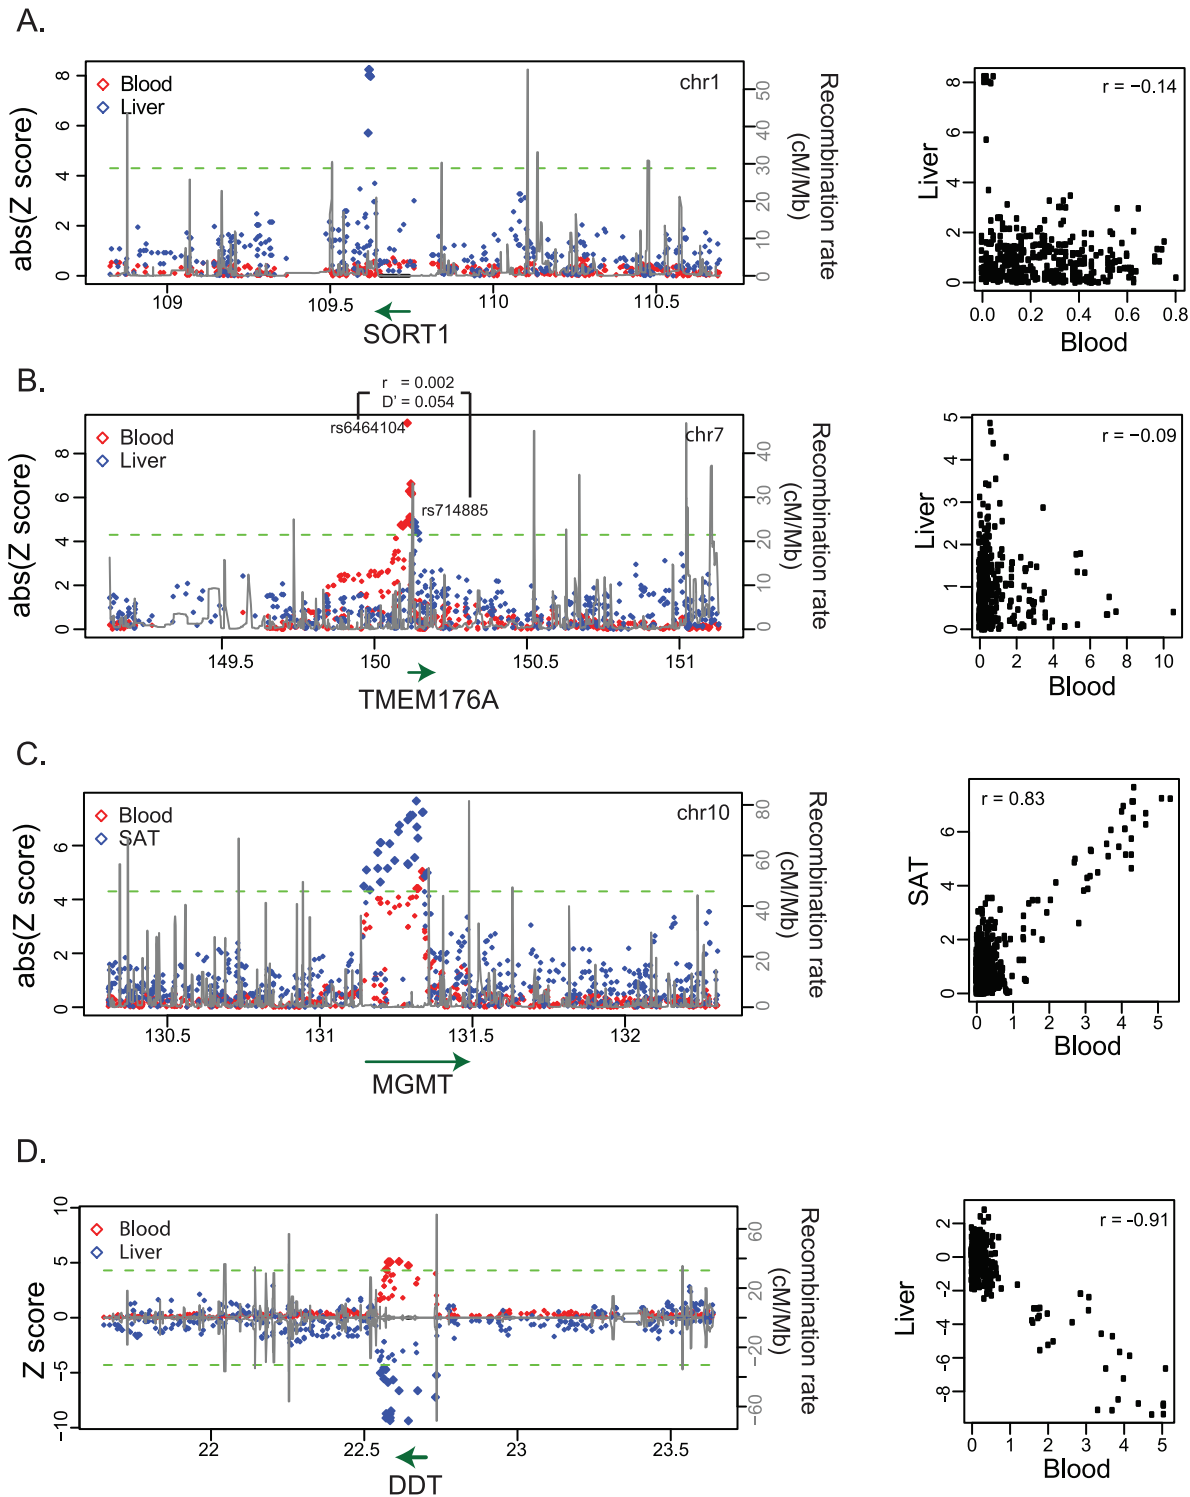 A.
Blood
Liver
chr1
abs(Z score)
0 2 4 6 8
Recombination rate
(cM/Mb)
0 10 20 30 40 50
109 109.5 110 110.5
SORT1
r = −0.14
Liver
0 2 4 6 8
0.0 0.2 0.4 0.6 0.8
Blood
B.
r = 0.002
D' = 0.054
rs6464104
rs714885
Blood
Liver
chr7
abs(Z score)
0 2 4 6 8
Recombination rate
(cM/Mb)
0 10 20 30 40
149.5 150 150.5 151
TMEM176A
r = −0.09
Liver
0 1 2 3 4 5
0 2 4 6 8 10
Blood
C.
Blood
SAT
chr10
abs(Z score)
0 2 4 6
Recombination rate
(cM/Mb)
0 20 40 60 80
130.5 131 131.5 132
MGMT
r = 0.83
SAT
0 2 4 6
0 1 2 3 4 5
Blood
D.
Blood
Liver
Z score
−10 −5 0 5 10
Recombination rate
(cM/Mb)
−60 −20 20 60
22 22.5 23 23.5
DDT
r = -0.91
Liver
−8 −6 −4 −2 0 2
0 1 2 3 4 5
Blood